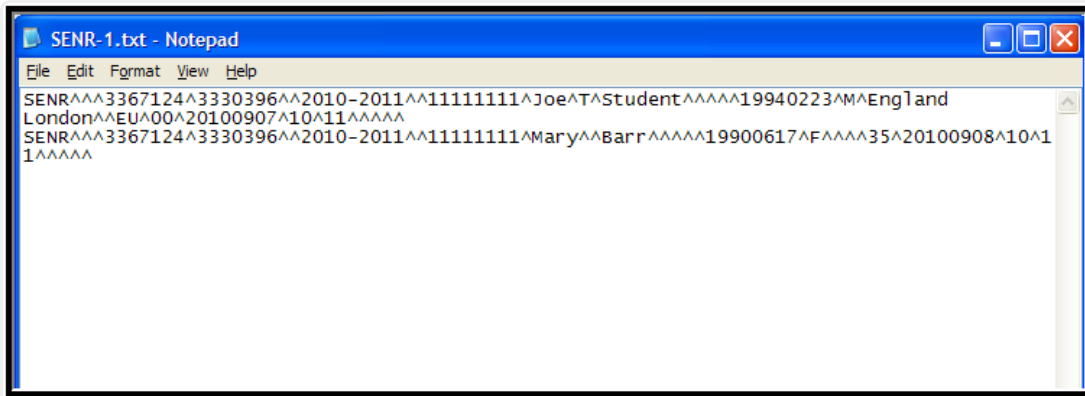 SENR-1.txt - Notepad
File Edit Format View Help
SENR^^^3367124^3330396^^2010-2011^^11111111^Joe^T^Student^^^^^19940223^M^England
London^^EU^00^20100907^10^11^^^^^
SENR^^^3367124^3330396^^2010-2011^^11111111^Mary^^Barr^^^^^19900617^F^^^^35^20100908^10^1
1^^^^^